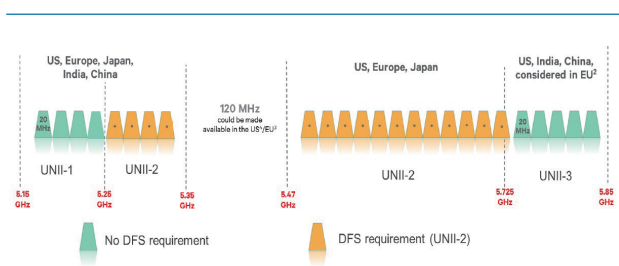 US, Europe, Japan,
India, China
120 MHz
could be made
available in the US¹/EU²
US, Europe, Japan
US, India, China,
considered in EU²
20
MHz
20
MHz
UNII-1
UNII-2
UNII-2
UNII-3
5.15
GHz
5.25
GHz
5.35
GHz
5.47
GHz
5.725
GHz
5.85
GHz
No DFS requirement
DFS requirement (UNII-2)